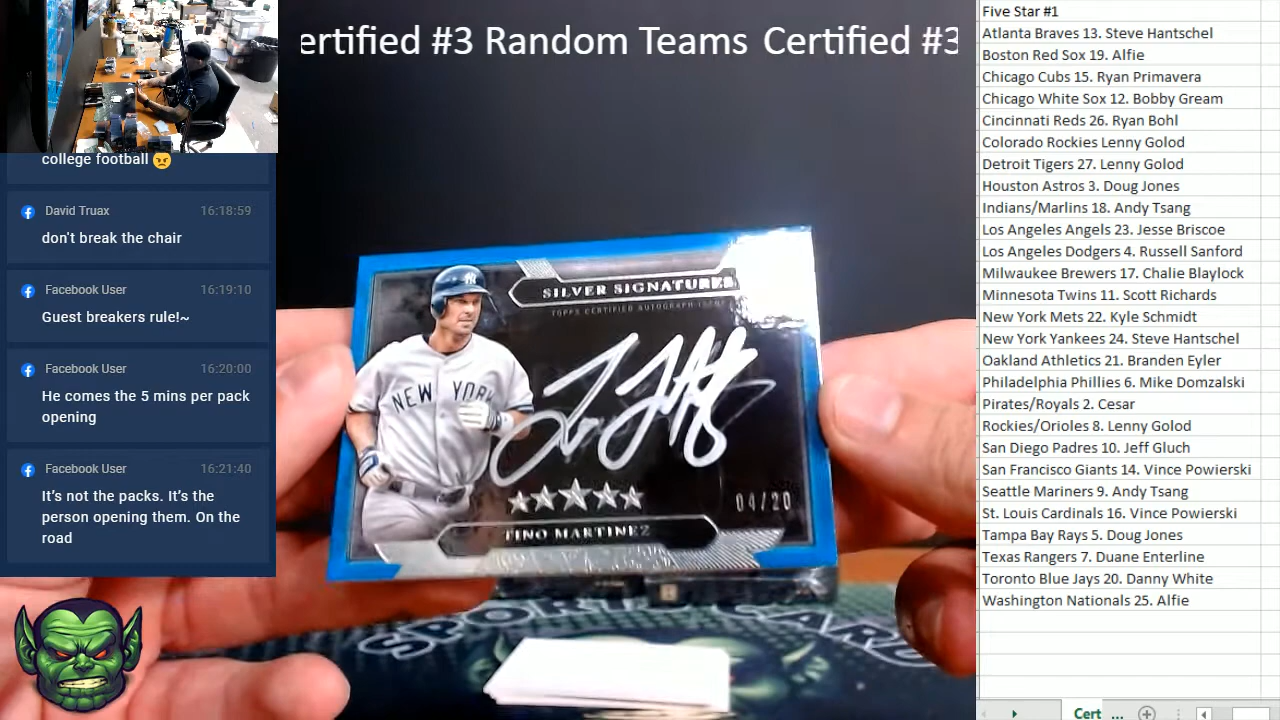 ertified #3 Random Teams Certified #3
college football 😠
David Truax 16:18:59
don't break the chair
Facebook User 16:19:10
Guest breakers rule!~
Facebook User 16:20:00
He comes the 5 mins per pack
opening
Facebook User 16:21:40
It's not the packs. It's the
person opening them. On the
road
SILVER SIGNATURES
TOPPS CERTIFIED AUTOGRAPH ISSUE
NEW YORK
04/20
TINO MARTINEZ
SPORTS CARDS
Five Star #1
Atlanta Braves 13. Steve Hantschel
Boston Red Sox 19. Alfie
Chicago Cubs 15. Ryan Primavera
Chicago White Sox 12. Bobby Gream
Cincinnati Reds 26. Ryan Bohl
Colorado Rockies Lenny Golod
Detroit Tigers 27. Lenny Golod
Houston Astros 3. Doug Jones
Indians/Marlins 18. Andy Tsang
Los Angeles Angels 23. Jesse Briscoe
Los Angeles Dodgers 4. Russell Sanford
Milwaukee Brewers 17. Chalie Blaylock
Minnesota Twins 11. Scott Richards
New York Mets 22. Kyle Schmidt
New York Yankees 24. Steve Hantschel
Oakland Athletics 21. Branden Eyler
Philadelphia Phillies 6. Mike Domzalski
Pirates/Royals 2. Cesar
Rockies/Orioles 8. Lenny Golod
San Diego Padres 10. Jeff Gluch
San Francisco Giants 14. Vince Powierski
Seattle Mariners 9. Andy Tsang
St. Louis Cardinals 16. Vince Powierski
Tampa Bay Rays 5. Doug Jones
Texas Rangers 7. Duane Enterline
Toronto Blue Jays 20. Danny White
Washington Nationals 25. Alfie
Cert ...